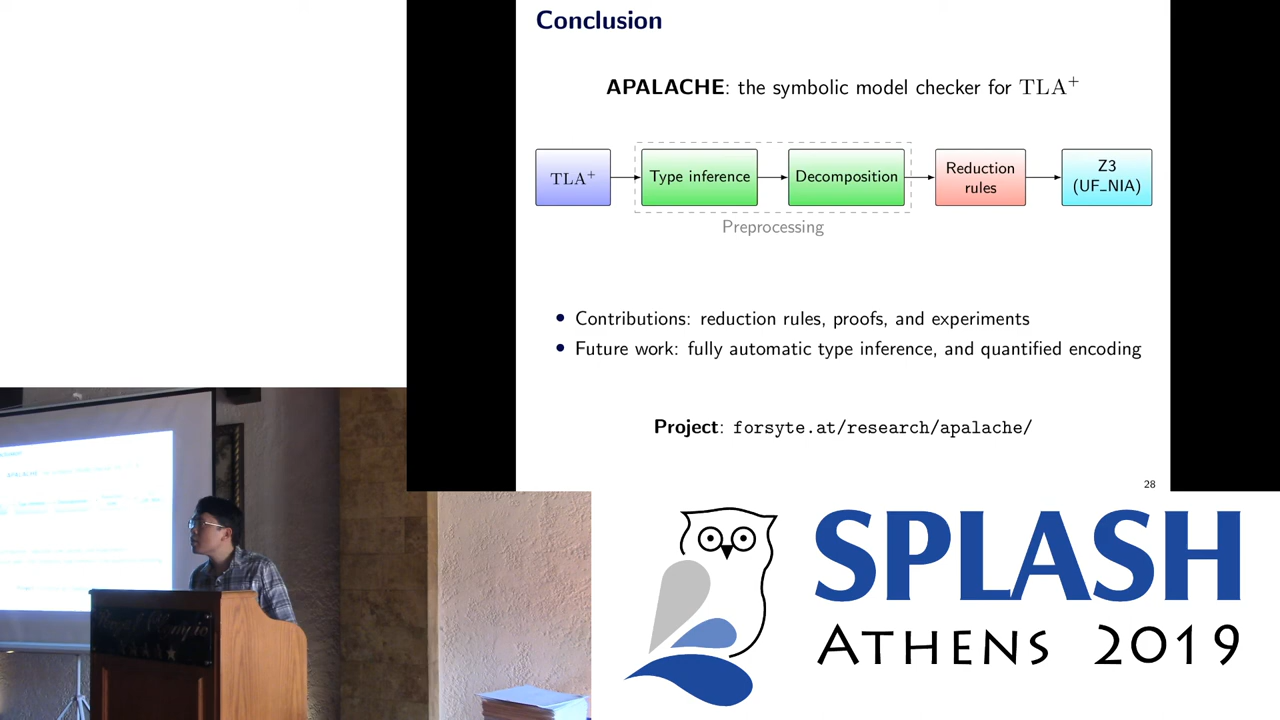 Conclusion
APALACHE: the symbolic model checker for TLA+
TLA+
Type inference
Decomposition
Reduction
rules
Z3
(UF_NIA)
Preprocessing
• Contributions: reduction rules, proofs, and experiments
• Future work: fully automatic type inference, and quantified encoding
Project: forsyte.at/research/apalache/
28
SPLASH
ATHENS 2019